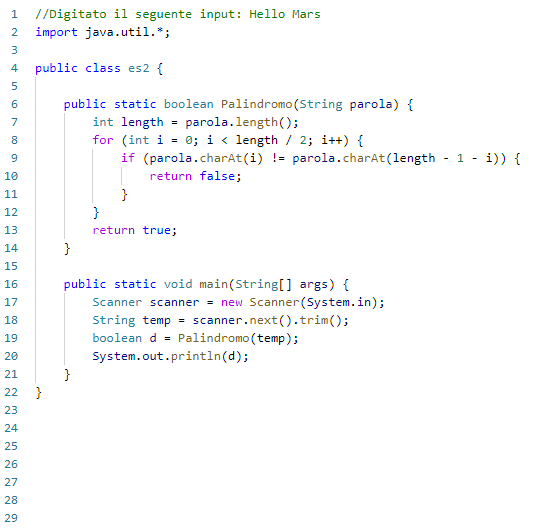 1 //Digitato il seguente input: Hello Mars
2 import java.util.*;
3
4 public class es2 {
5
6     public static boolean Palindromo(String parola) {
7         int length = parola.length();
8         for (int i = 0; i < length / 2; i++) {
9             if (parola.charAt(i) != parola.charAt(length - 1 - i)) {
10                 return false;
11             }
12         }
13         return true;
14     }
15
16     public static void main(String[] args) {
17         Scanner scanner = new Scanner(System.in);
18         String temp = scanner.next().trim();
19         boolean d = Palindromo(temp);
20         System.out.println(d);
21     }
22 }
23
24
25
26
27
28
29